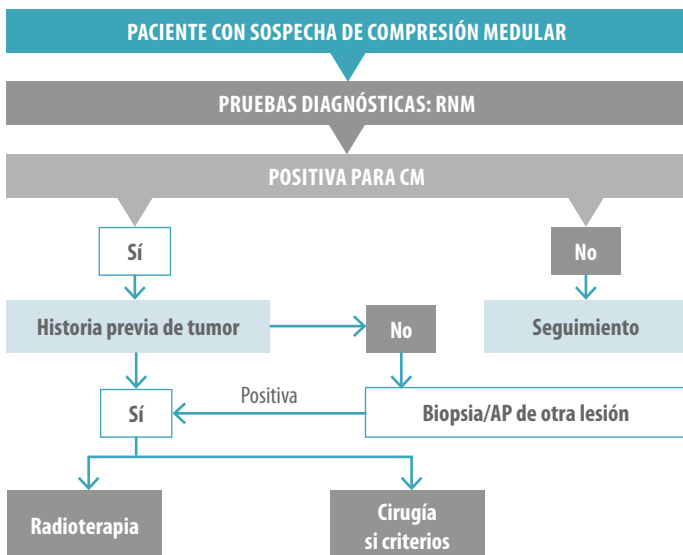 PACIENTE CON SOSPECHA DE COMPRESIÓN MEDULAR
PRUEBAS DIAGNÓSTICAS: RNM
POSITIVA PARA CM
Sí
No
Historia previa de tumor
No
Seguimiento
Sí
Positiva
Biopsia/AP de otra lesión
Radioterapia
Cirugía
si criterios